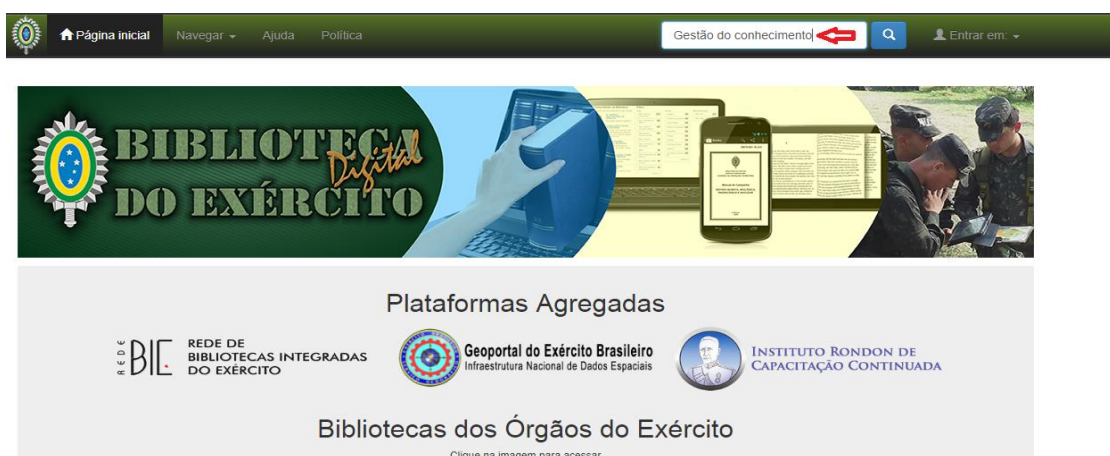 Página inicial Navegar Ajuda Política Gestão do conhecimento Entrar em:
BIBLIOTECA
Digital
DO EXÉRCITO
Plataformas Agregadas
REDE BIE. REDE DE
BIBLIOTECAS INTEGRADAS
DO EXÉRCITO
Geoportal do Exército Brasileiro
Infraestrutura Nacional de Dados Espaciais
INSTITUTO RONDON DE
CAPACITAÇÃO CONTINUADA
Bibliotecas dos Órgãos do Exército
Clique na imagem para acessar